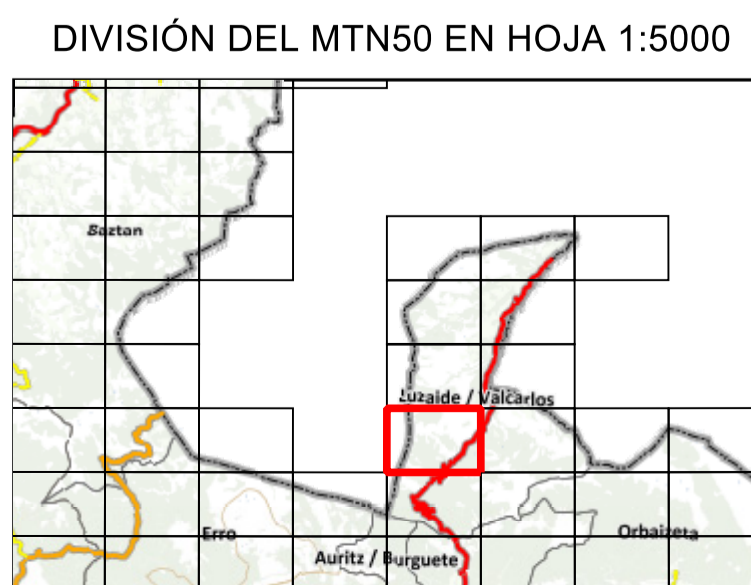 DIVISIÓN DEL MTN50 EN HOJA 1:5000
Baztan
Luzaide / Valcarlos
Erro
Orbaizeta
Auritz / Burguete